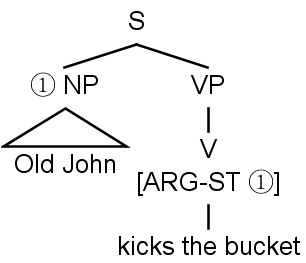 S
① NP VP
V
Old John
[ARG-ST ①]
kicks the bucket